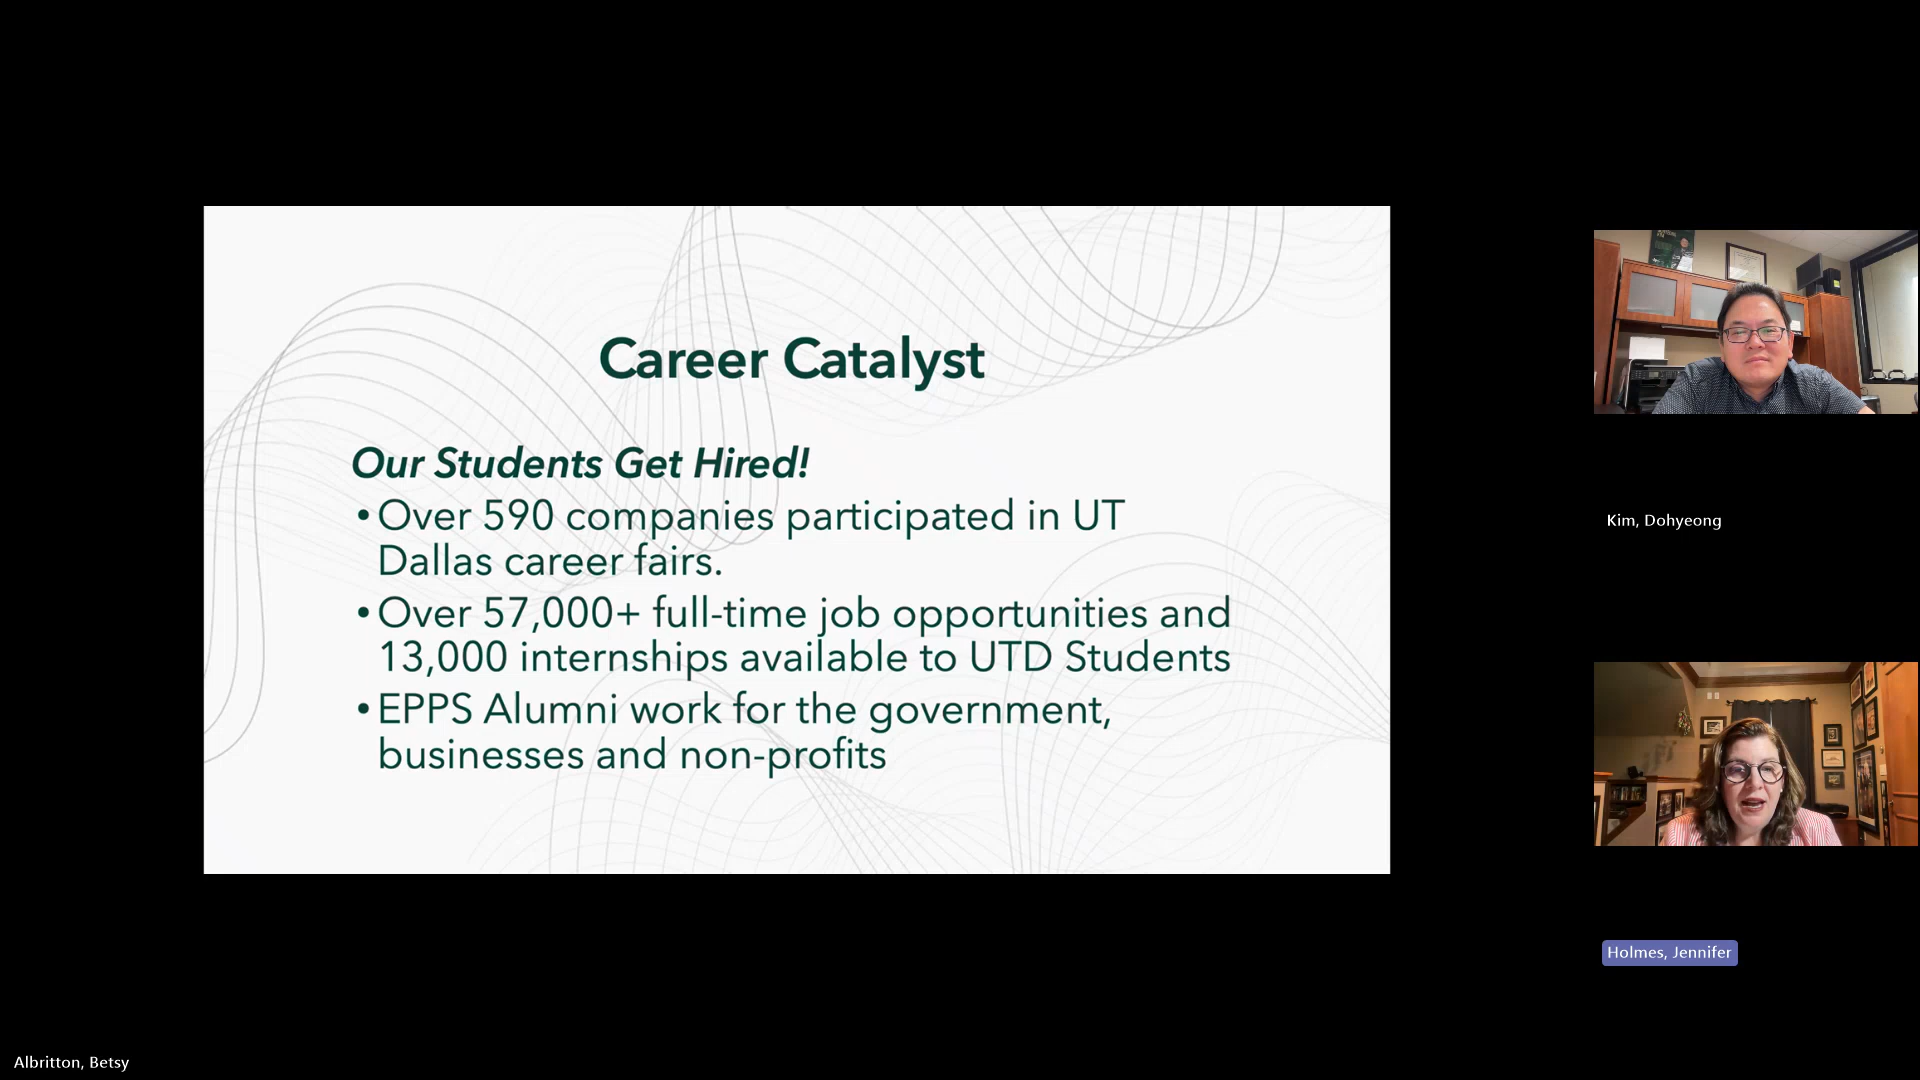 Career Catalyst
Our Students Get Hired!
• Over 590 companies participated in UT
Dallas career fairs.
• Over 57,000+ full-time job opportunities and
13,000 internships available to UTD Students
• EPPS Alumni work for the government,
businesses and non-profits
Kim, Dohyeong
Holmes, Jennifer
Albritton, Betsy